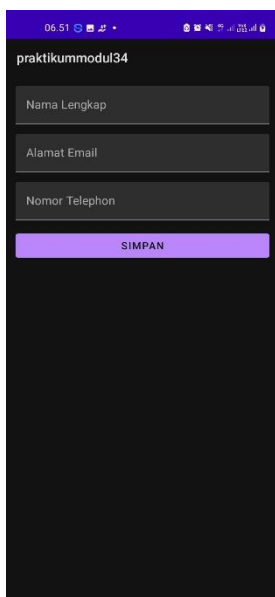 06.51
praktikummodul34
Nama Lengkap
Alamat Email
Nomor Telephon
SIMPAN